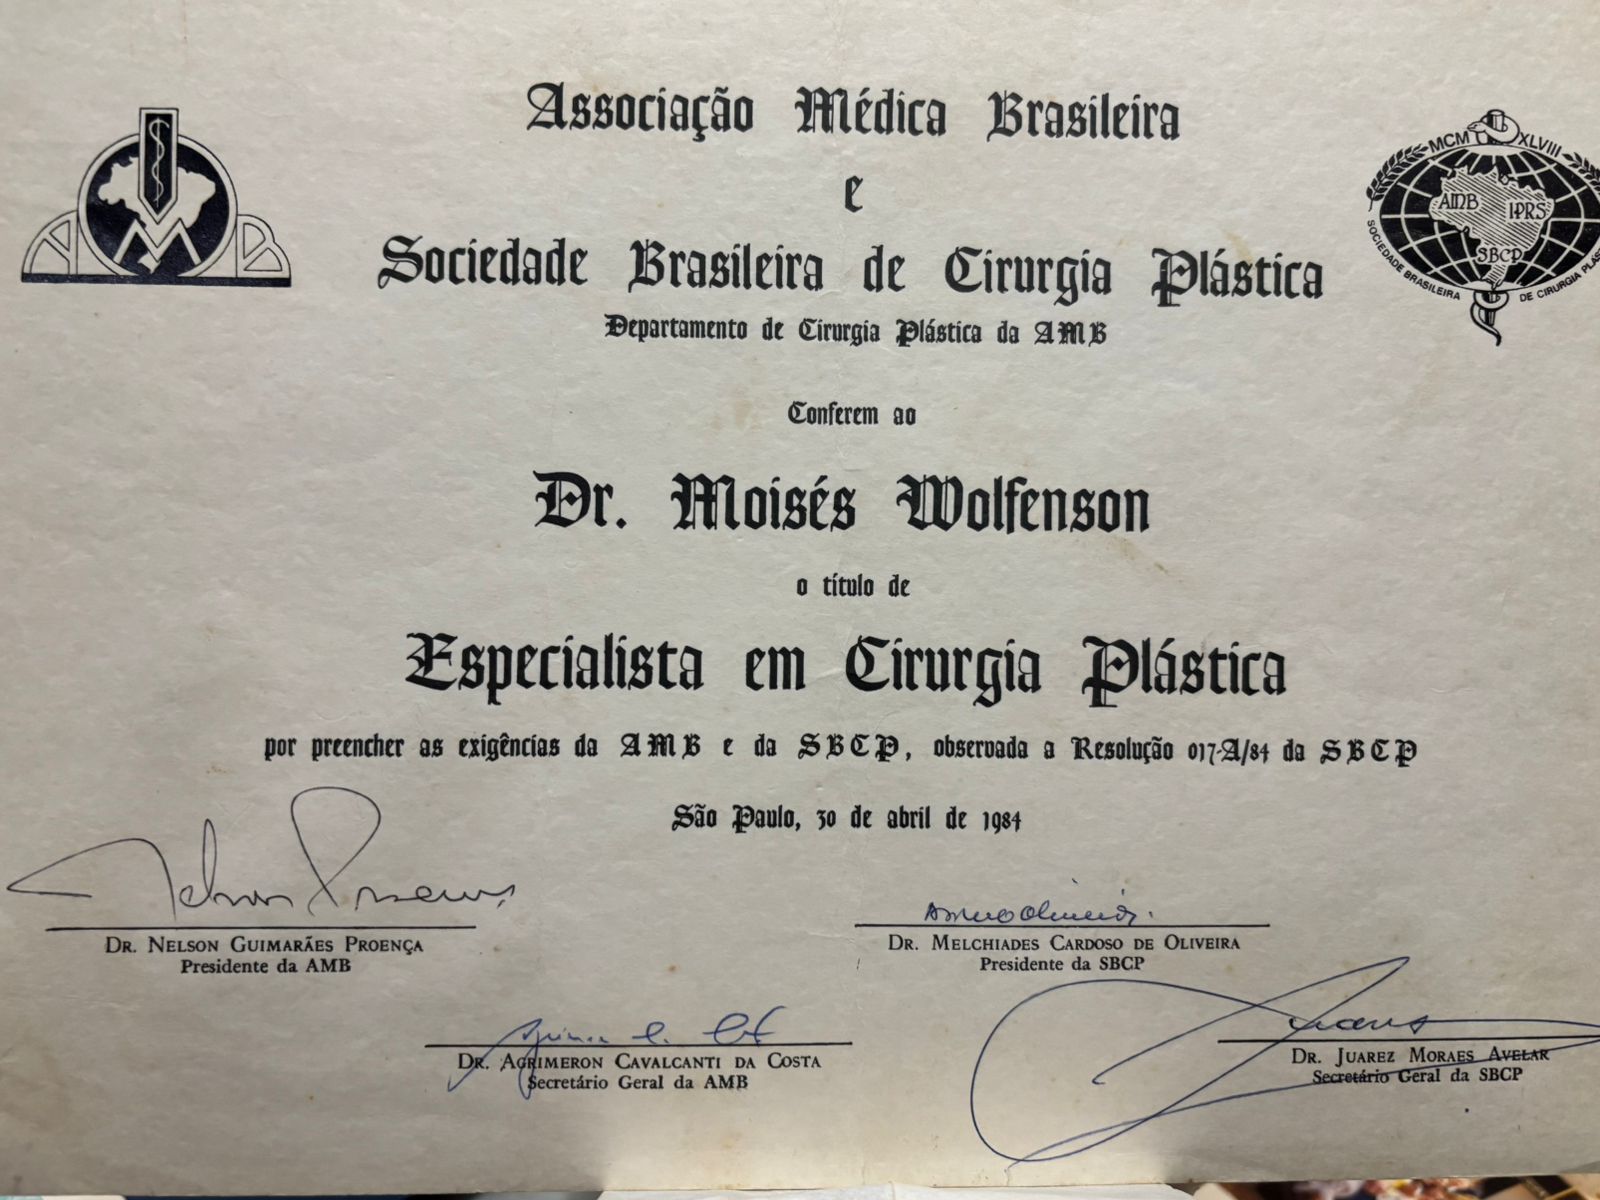 Associação Médica Brasileira
e
Sociedade Brasileira de Cirurgia Plástica
Departamento de Cirurgia Plástica da AMB
AMB
MCM XLVIII
AMB IPRS
SBCP
SOCIEDADE BRASILEIRA DE CIRURGIA
Conferem ao
Dr. Moisés Wolfenson
o título de
Especialista em Cirurgia Plástica
por preencher as exigências da AMB e da SBCP, observada a Resolução 017-A/84 da SBCP
São Paulo, 30 de abril de 1984
Nelson Proença
DR. NELSON GUIMARÃES PROENÇA
Presidente da AMB
DR. MELCHIADES CARDOSO DE OLIVEIRA
Presidente da SBCP
DR. AGRIMERON CAVALCANTI DA COSTA
Secretário Geral da AMB
Juarez
DR. JUAREZ MORAES AVELAR
Secretário Geral da SBCP